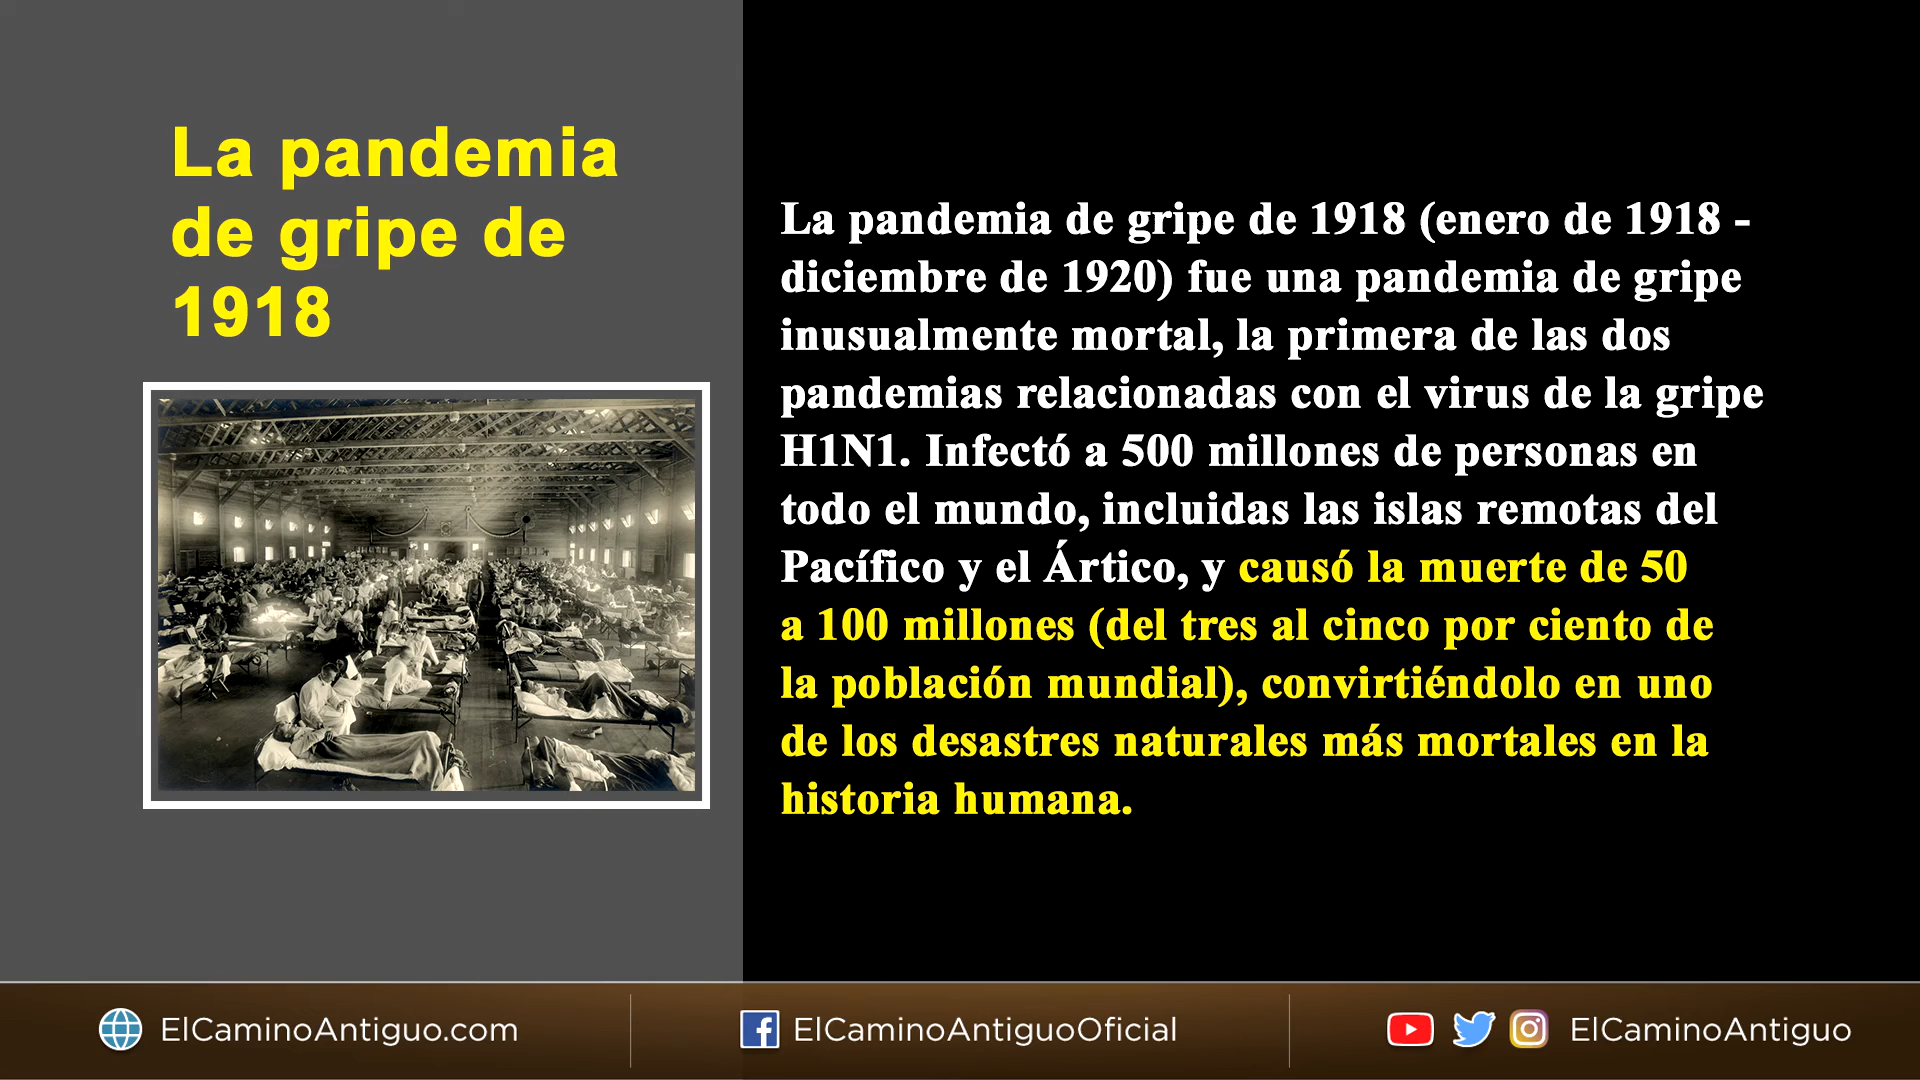 La pandemia
de gripe de
1918
La pandemia de gripe de 1918 (enero de 1918 -
diciembre de 1920) fue una pandemia de gripe
inusualmente mortal, la primera de las dos
pandemias relacionadas con el virus de la gripe
H1N1. Infectó a 500 millones de personas en
todo el mundo, incluidas las islas remotas del
Pacífico y el Ártico, y causó la muerte de 50
a 100 millones (del tres al cinco por ciento de
la población mundial), convirtiéndolo en uno
de los desastres naturales más mortales en la
historia humana.
ElCaminoAntiguo.com
ElCaminoAntiguoOficial
ElCaminoAntiguo